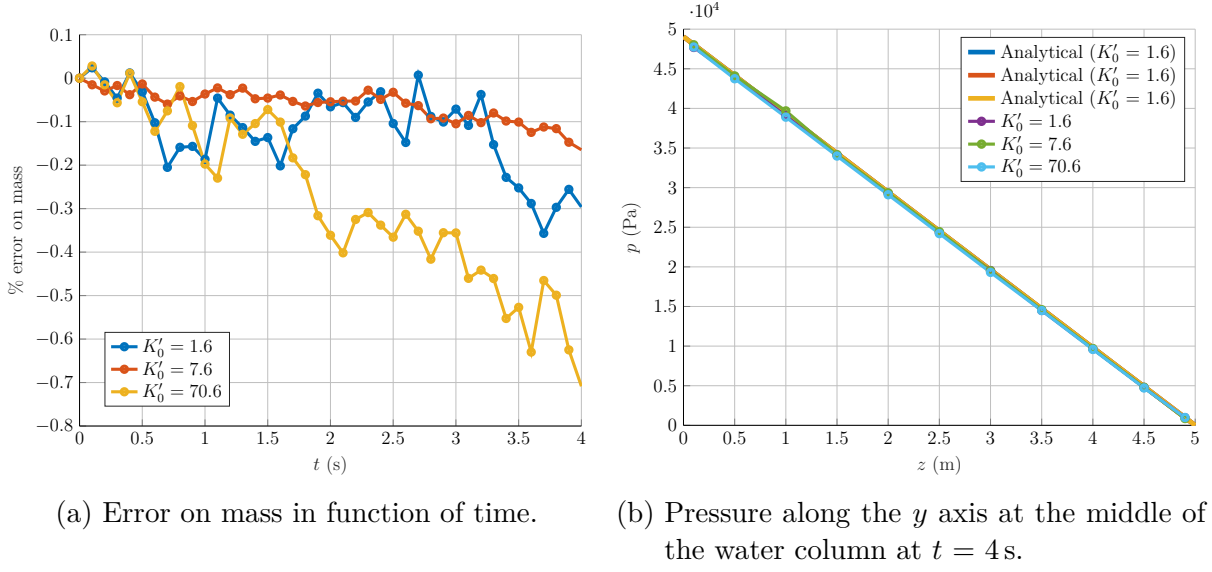 0.1
0
−0.1
−0.2
−0.3
−0.4
−0.5
−0.6
−0.7
−0.8
% error on mass
K′0 = 1.6
K′0 = 7.6
K′0 = 70.6
0 0.5 1 1.5 2 2.5 3 3.5 4
t (s)
(a) Error on mass in function of time.
·10⁴
5
4.5
4
3.5
3
2.5
2
1.5
1
0.5
0
p (Pa)
Analytical (K′0 = 1.6)
Analytical (K′0 = 1.6)
Analytical (K′0 = 1.6)
K′0 = 1.6
K′0 = 7.6
K′0 = 70.6
0 0.5 1 1.5 2 2.5 3 3.5 4 4.5 5
z (m)
(b) Pressure along the y axis at the middle of
the water column at t = 4 s.